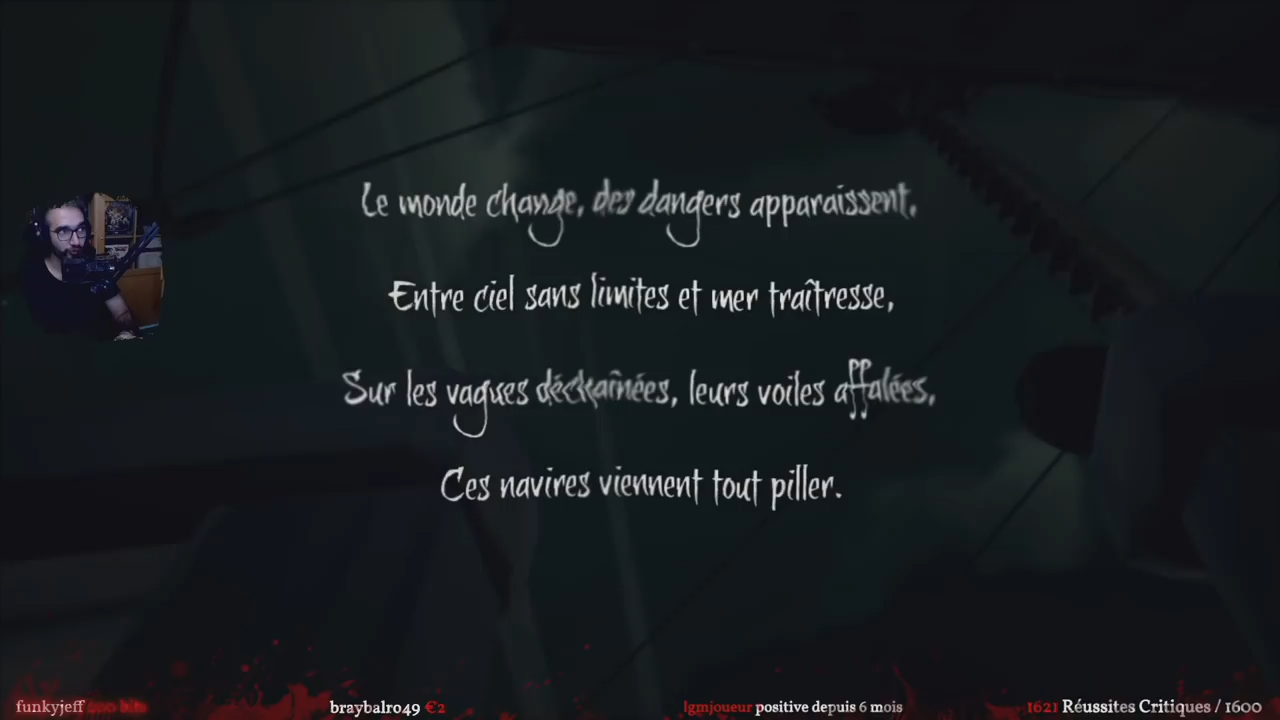 Le monde change, des dangers apparaissent,
Entre ciel sans limites et mer traîtresse,
Sur les vagues déchaînées, leurs voiles affalées,
Ces navires viennent tout piller.
funkyjeff
braybalro49 €2
lgmjoueur positive depuis 6 mois
1621 Réussites Critiques / 1600